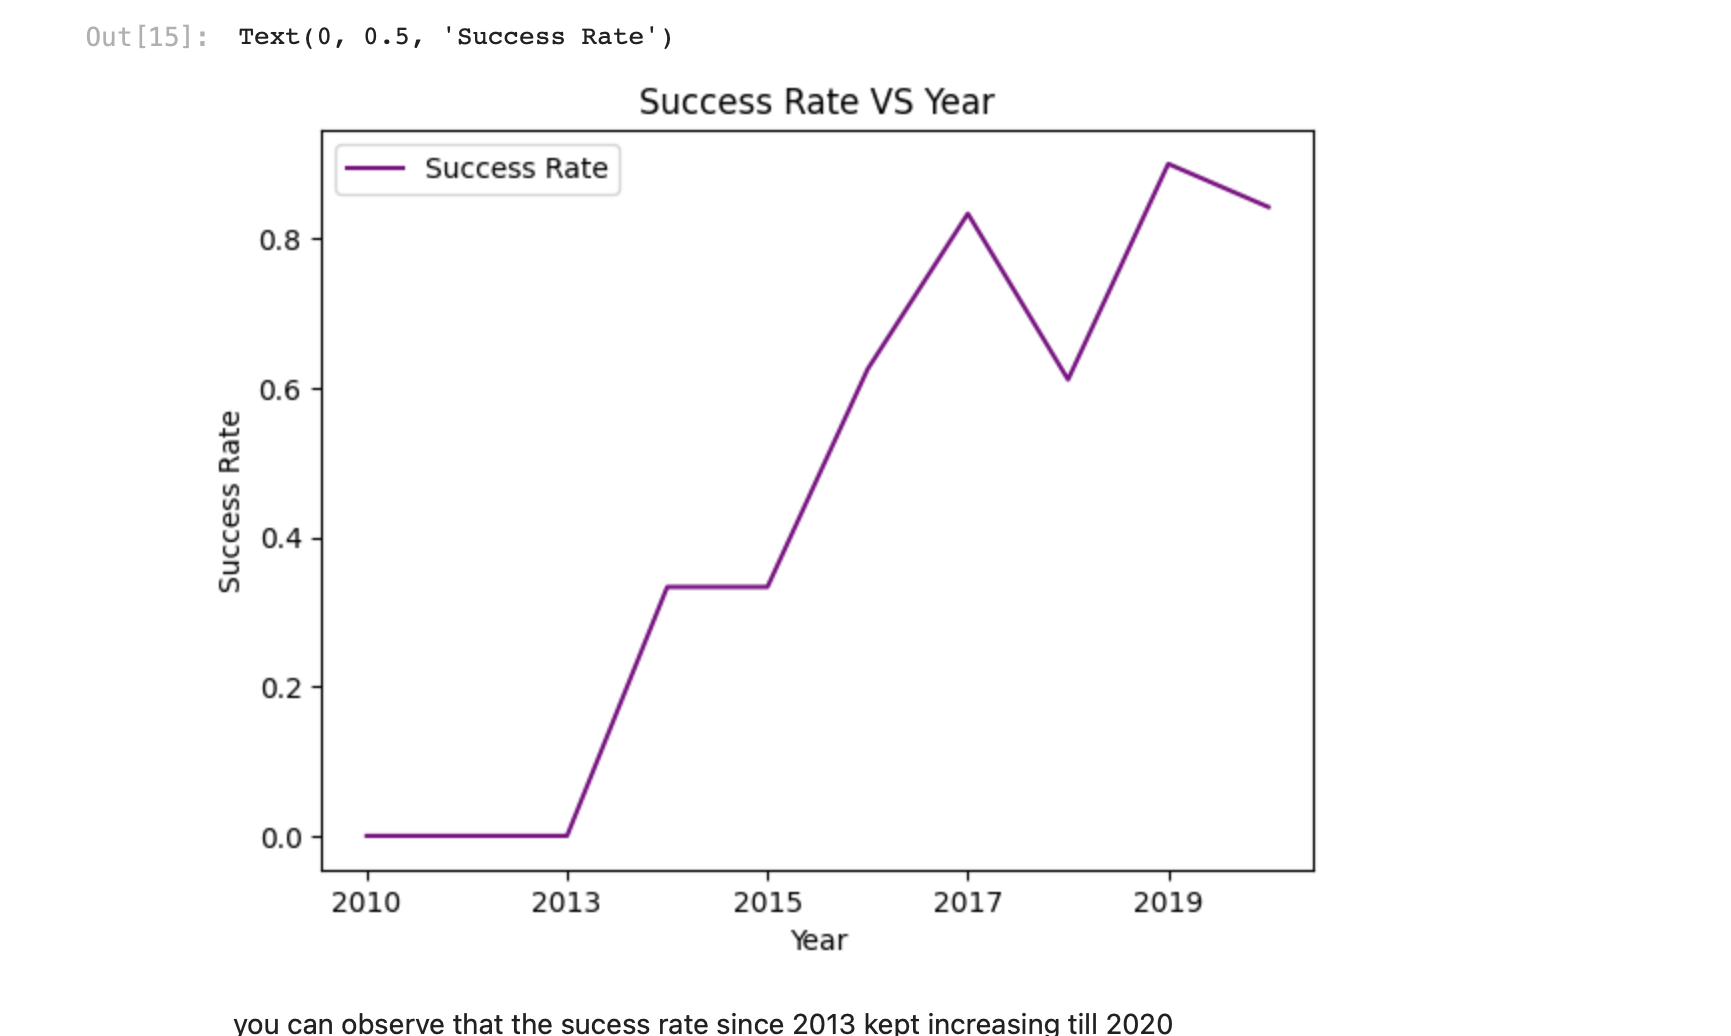 Out[15]: Text(0, 0.5, 'Success Rate')
Success Rate VS Year
Success Rate
0.8
0.6
0.4
0.2
0.0
Success Rate
2010 2013 2015 2017 2019
Year
you can observe that the sucess rate since 2013 kept increasing till 2020